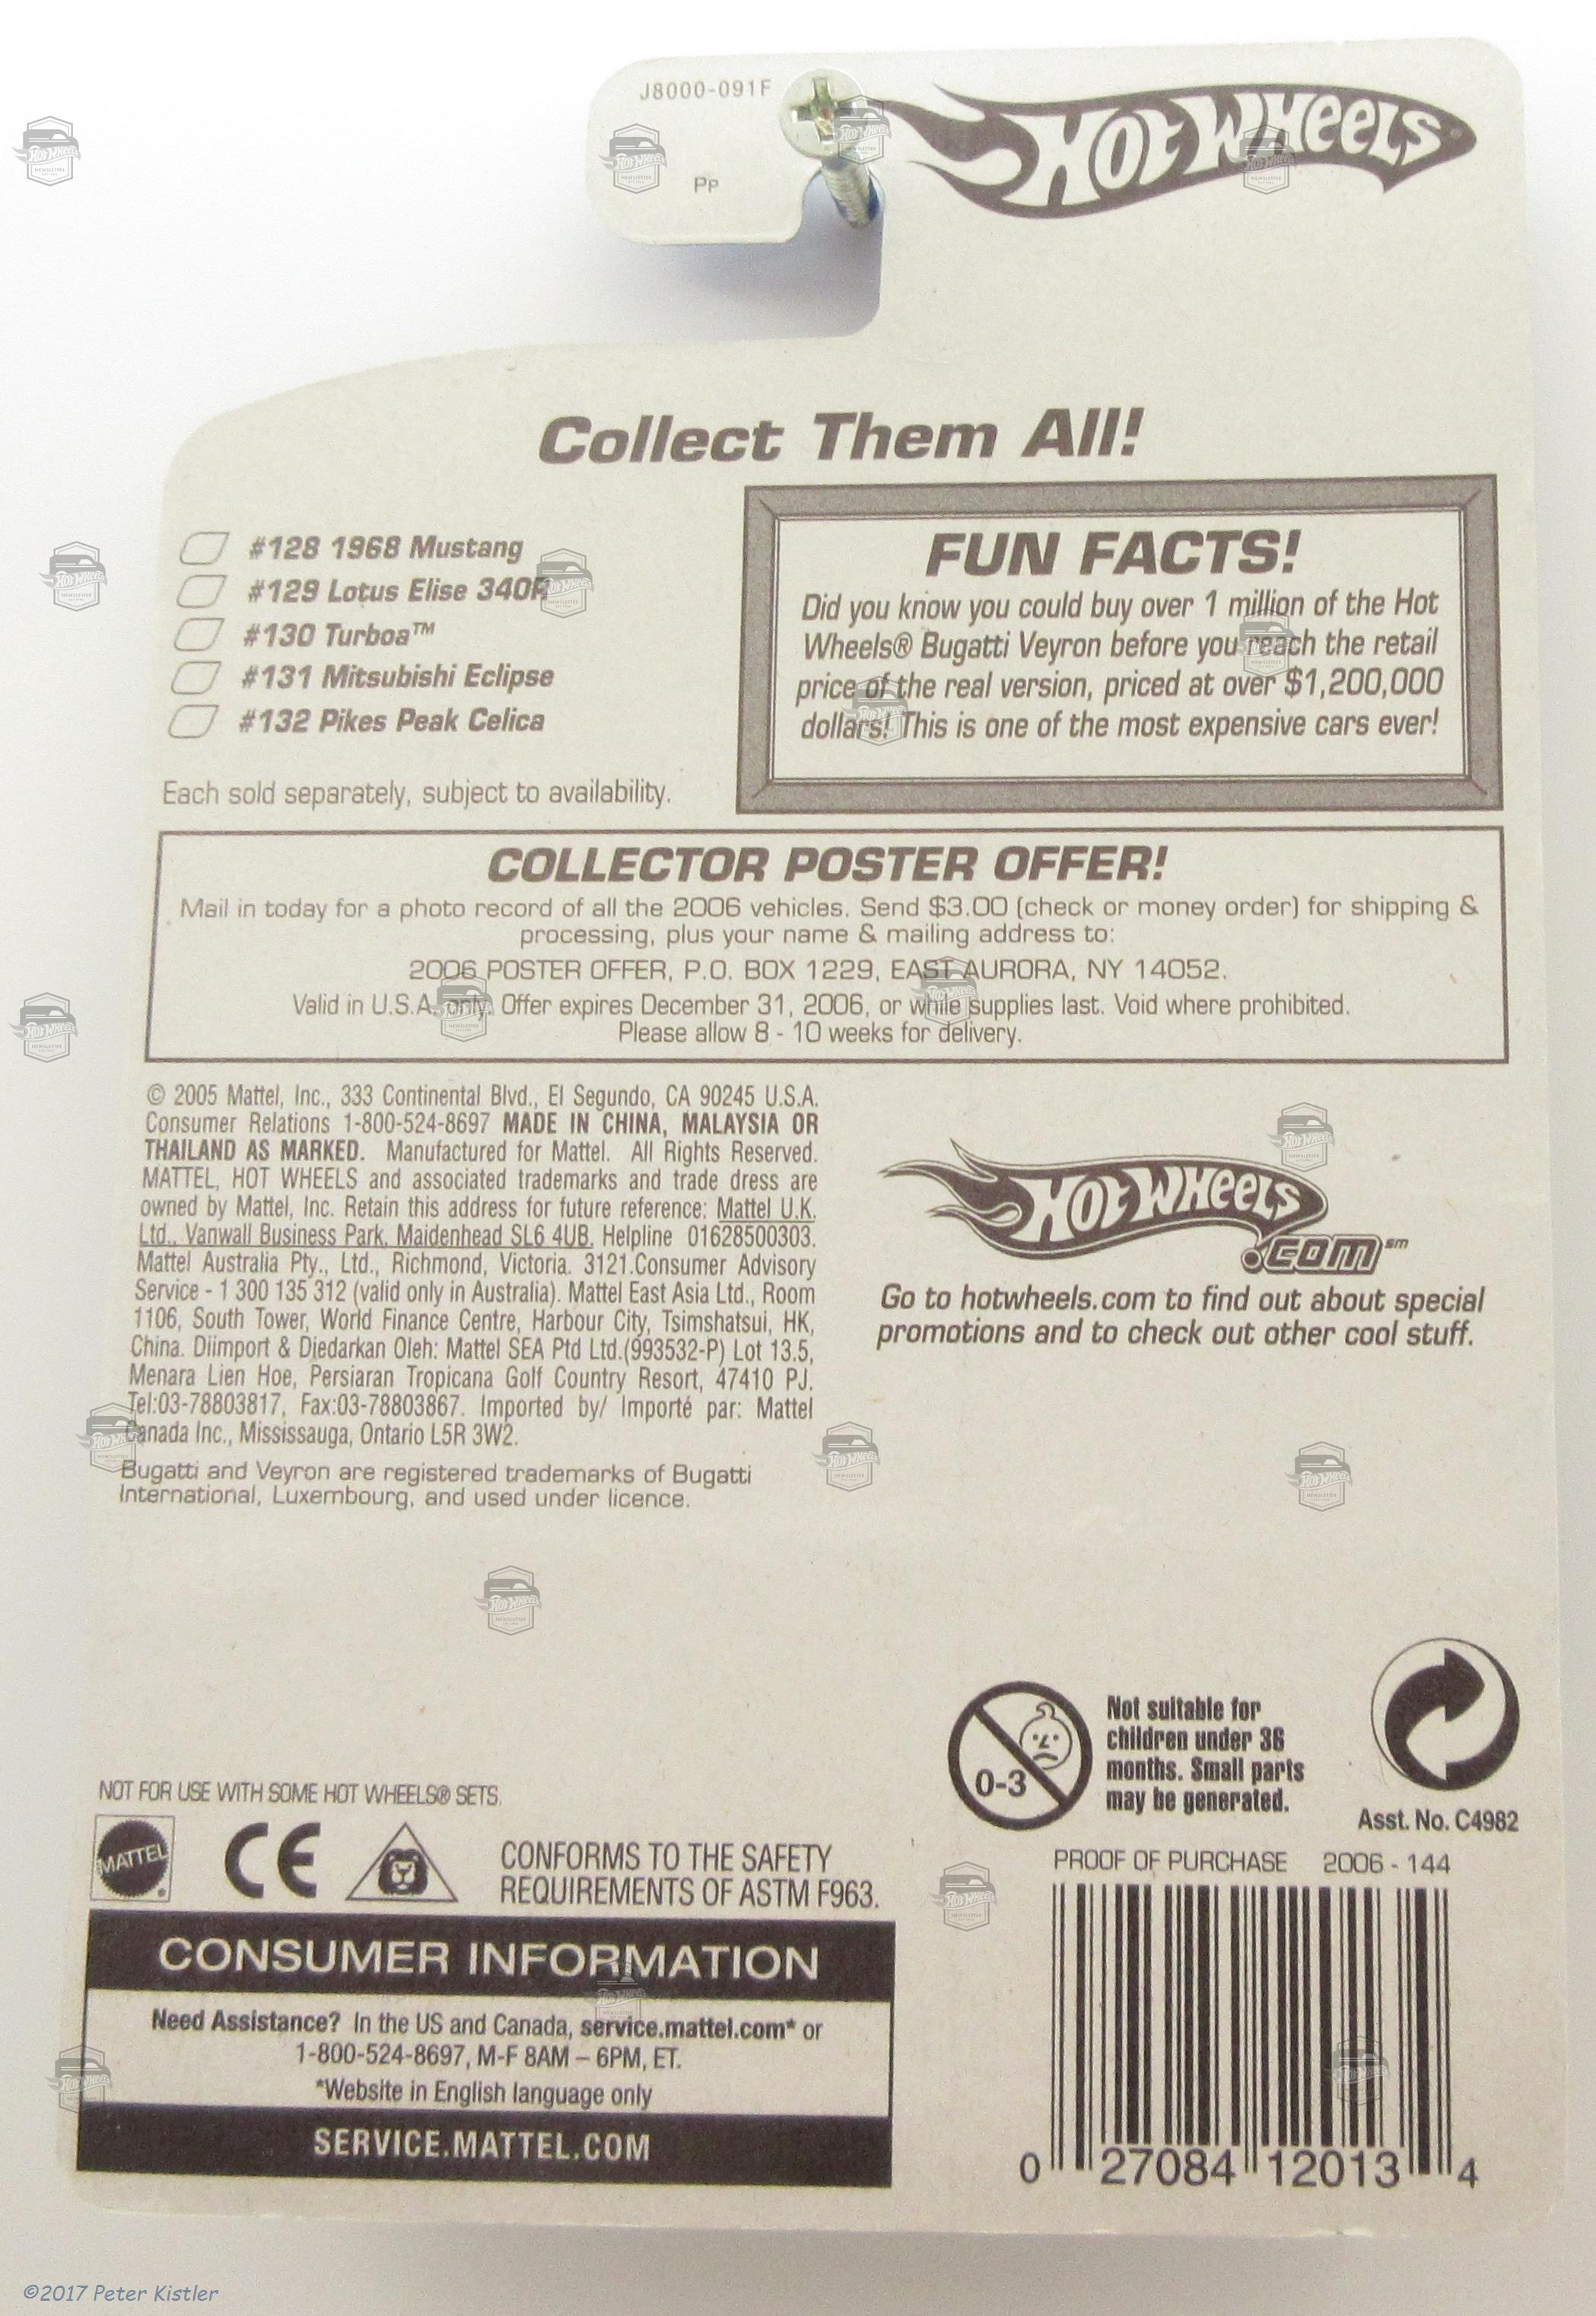 J8000-091F
Pp
HOT WHEELS
Collect Them All!
#128 1968 Mustang
#129 Lotus Elise 340R
#130 Turboa™
#131 Mitsubishi Eclipse
#132 Pikes Peak Celica
Each sold separately, subject to availability.
FUN FACTS!
Did you know you could buy over 1 million of the Hot
Wheels® Bugatti Veyron before you reach the retail
price of the real version, priced at over $1,200,000
dollars! This is one of the most expensive cars ever!
COLLECTOR POSTER OFFER!
Mail in today for a photo record of all the 2006 vehicles. Send $3.00 (check or money order) for shipping &
processing, plus your name & mailing address to:
2006 POSTER OFFER, P.O. BOX 1229, EAST AURORA, NY 14052.
Valid in U.S.A. only. Offer expires December 31, 2006, or while supplies last. Void where prohibited.
Please allow 8 - 10 weeks for delivery.
© 2005 Mattel, Inc., 333 Continental Blvd., El Segundo, CA 90245 U.S.A.
Consumer Relations 1-800-524-8697 MADE IN CHINA, MALAYSIA OR
THAILAND AS MARKED. Manufactured for Mattel. All Rights Reserved.
MATTEL, HOT WHEELS and associated trademarks and trade dress are
owned by Mattel, Inc. Retain this address for future reference: Mattel U.K.
Ltd., Vanwall Business Park, Maidenhead SL6 4UB. Helpline 01628500303.
Mattel Australia Pty., Ltd., Richmond, Victoria. 3121.Consumer Advisory
Service - 1 300 135 312 (valid only in Australia). Mattel East Asia Ltd., Room
1106, South Tower, World Finance Centre, Harbour City, Tsimshatsui, HK,
China. Diimport & Diedarkan Oleh: Mattel SEA Ptd Ltd.(993532-P) Lot 13.5,
Menara Lien Hoe, Persiaran Tropicana Golf Country Resort, 47410 PJ.
Tel:03-78803817, Fax:03-78803867. Imported by/ Importé par: Mattel
Canada Inc., Mississauga, Ontario L5R 3W2.
Bugatti and Veyron are registered trademarks of Bugatti
International, Luxembourg, and used under licence.
HOT WHEELS
.com℠
Go to hotwheels.com to find out about special
promotions and to check out other cool stuff.
0-3
Not suitable for
children under 36
months. Small parts
may be generated.
Asst. No. C4982
NOT FOR USE WITH SOME HOT WHEELS® SETS.
MATTEL
CE
CONFORMS TO THE SAFETY
REQUIREMENTS OF ASTM F963.
PROOF OF PURCHASE 2006 - 144
0 27084 12013 4
CONSUMER INFORMATION
Need Assistance? In the US and Canada, service.mattel.com* or
1-800-524-8697, M-F 8AM – 6PM, ET.
*Website in English language only
SERVICE.MATTEL.COM
©2017 Peter Kistler